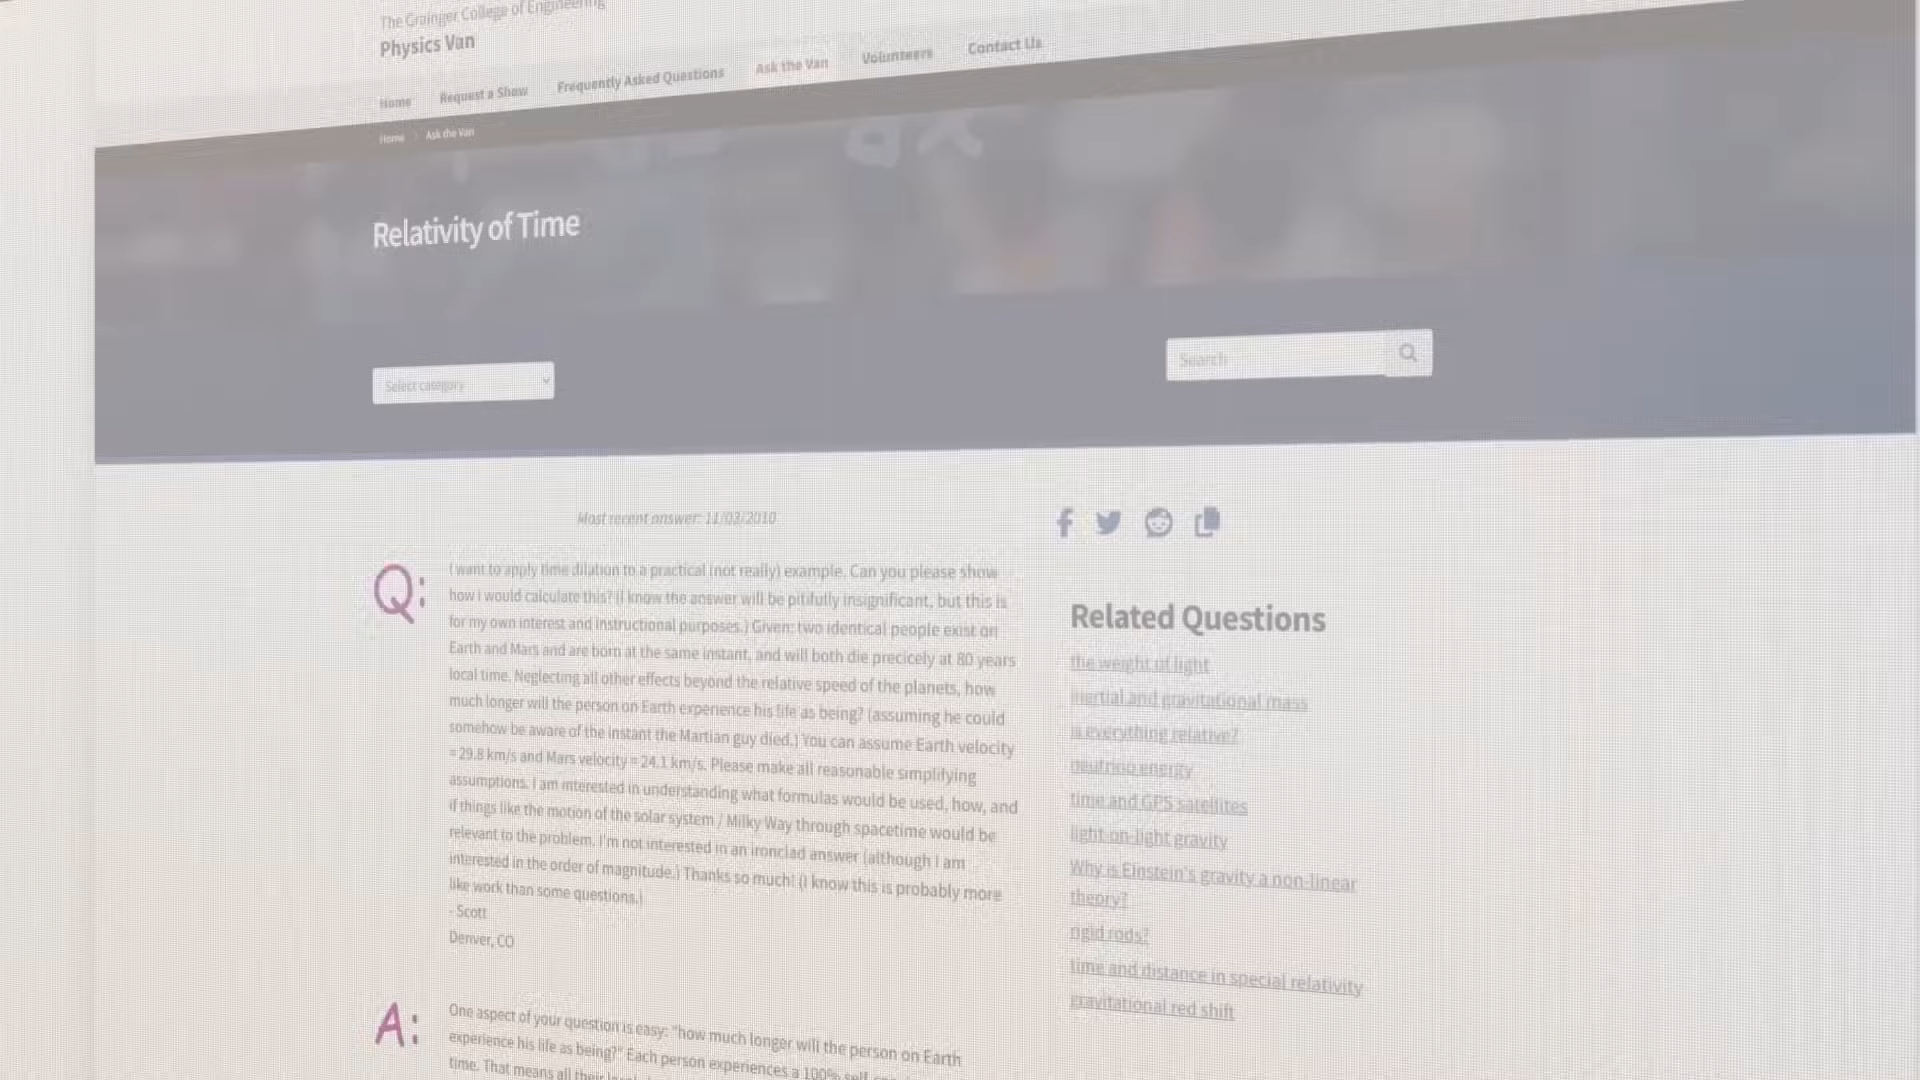 The Grainger College of Engineering
Physics Van
Home Request a Show Frequently Asked Questions Ask the Van Volunteers Contact Us
Home > Ask the Van
Relativity of Time
Select category
Search
Most recent answer: 11/03/2010
Q:
I want to apply time dilation to a practical (not really) example. Can you please show
how I would calculate this? (I know the answer will be pitifully insignificant, but this is
for my own interest and instructional purposes.) Given: two identical people exist on
Earth and Mars and are born at the same instant, and will both die precicely at 80 years
local time. Neglecting all other effects beyond the relative speed of the planets, how
much longer will the person on Earth experience his life as being? (assuming he could
somehow be aware of the instant the Martian guy died.) You can assume Earth velocity
= 29.8 km/s and Mars velocity = 24.1 km/s. Please make all reasonable simplifying
assumptions. I am interested in understanding what formulas would be used, how, and
if things like the motion of the solar system / Milky Way through spacetime would be
relevant to the problem. I'm not interested in an ironclad answer (although I am
interested in the order of magnitude.) Thanks so much! (I know this is probably more
like work than some questions.)
- Scott
Denver, CO
A:
One aspect of your question is easy: "how much longer will the person on Earth
experience his life as being?" Each person experiences a 100%
time. That means all their
Related Questions
the weight of light
inertial and gravitational mass
is everything relative?
neutrino energy
time and GPS satellites
light-on-light gravity
Why is Einstein's gravity a non-linear
theory?
rigid rods?
time and distance in special relativity
gravitational red shift